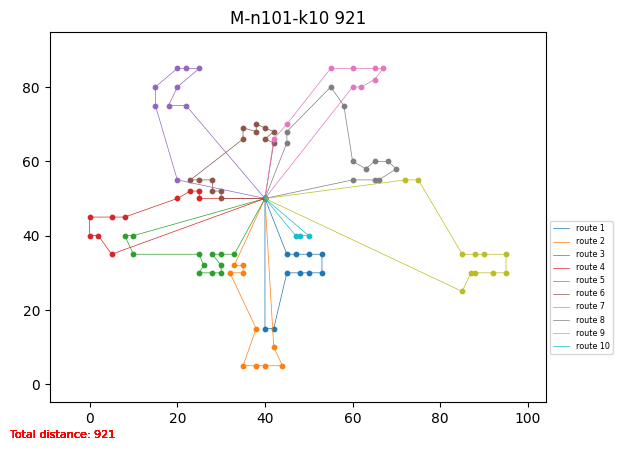 M-n101-k10 921
80
60
40
20
0
0
20
40
60
80
100
route 1
route 2
route 3
route 4
route 5
route 6
route 7
route 8
route 9
route 10
Total distance: 921